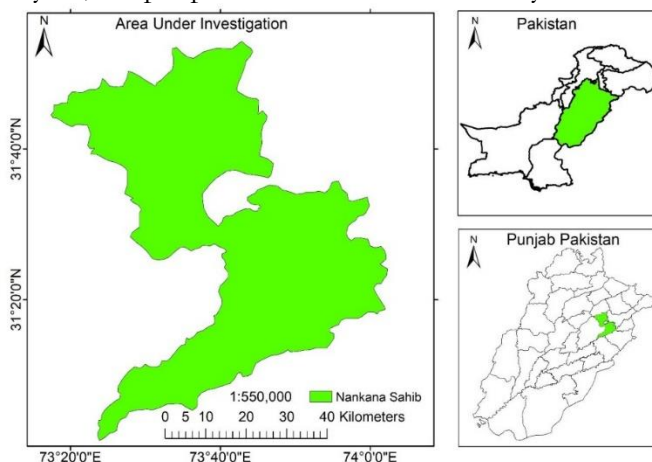 N
Area Under Investigation
31°40'0"N
31°20'0"N
1:550,000
Nankana Sahib
0 5 10 20 30 40 Kilometers
73°20'0"E 73°40'0"E 74°0'0"E
N
Pakistan
N
Punjab Pakistan